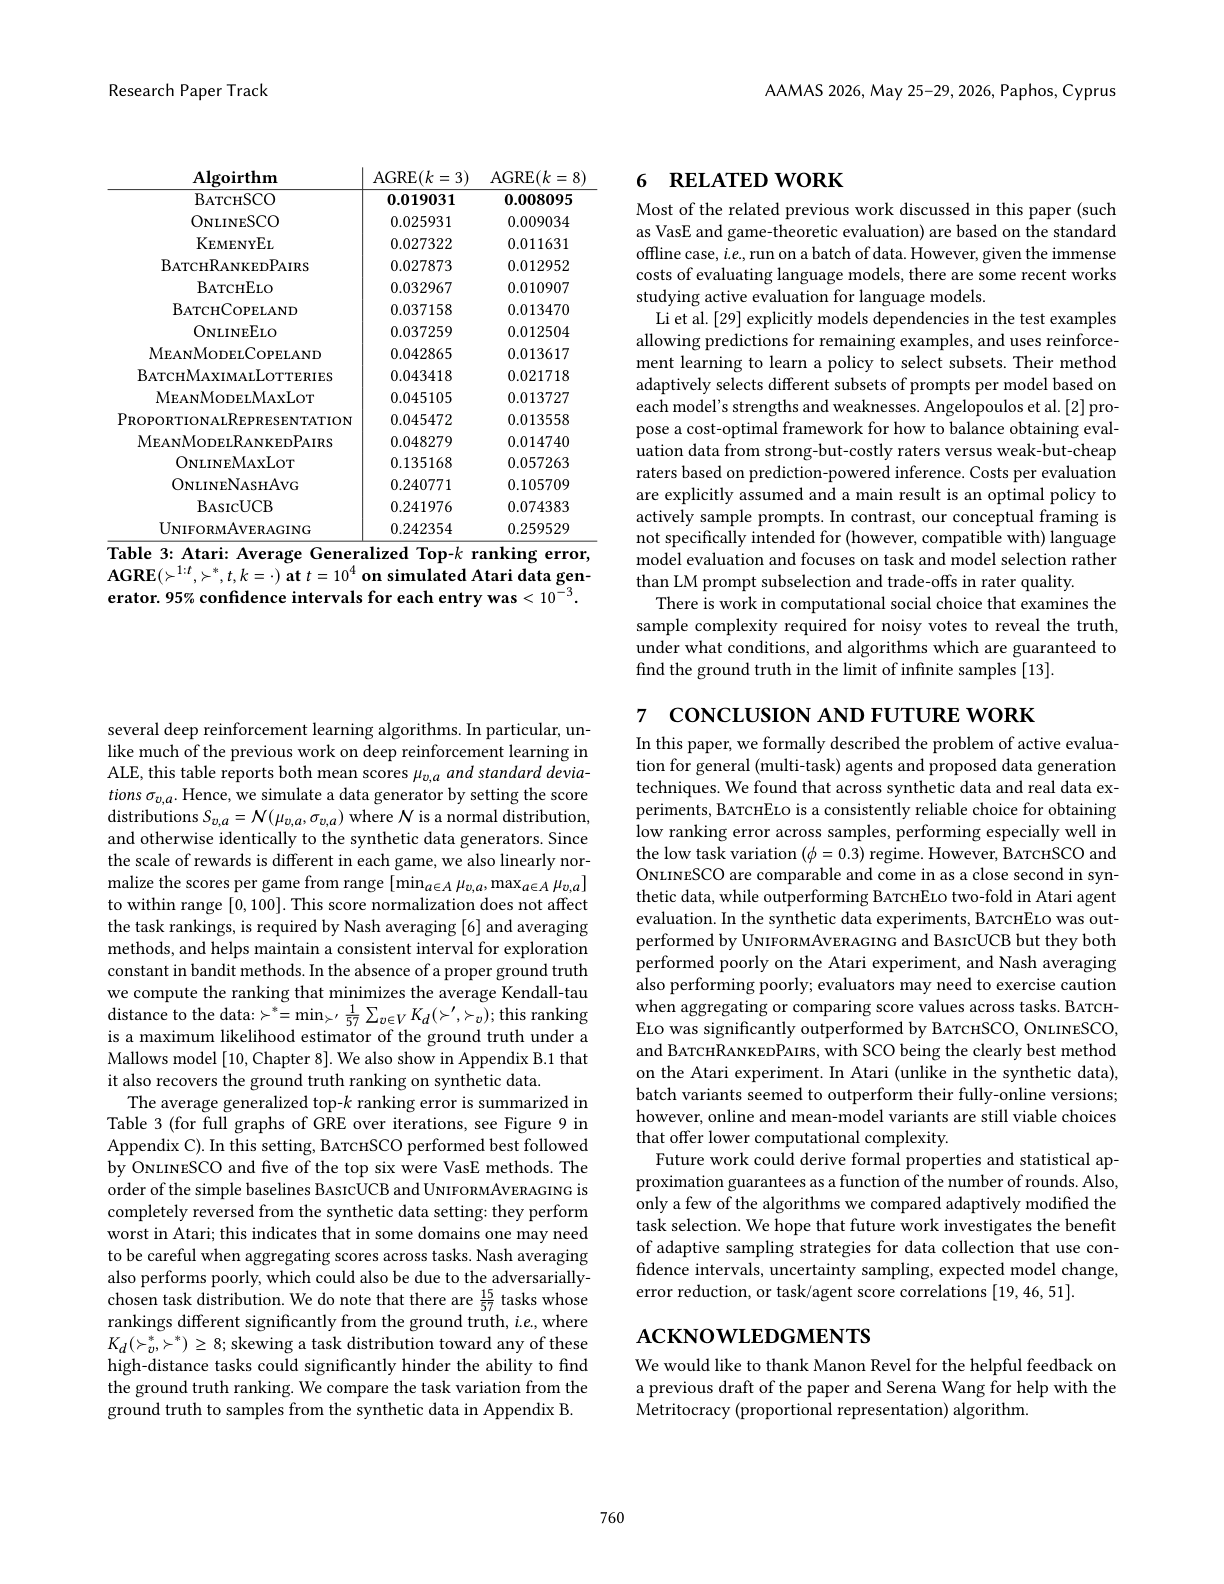 Research Paper Track
AAMAS 2026, May 25–29, 2026, Paphos, Cyprus
Algoirthm AGRE(k = 3) AGRE(k = 8)
BatchSCO 0.019031 0.008095
OnlineSCO 0.025931 0.009034
KemenyEl 0.027322 0.011631
BatchRankedPairs 0.027873 0.012952
BatchElo 0.032967 0.010907
BatchCopeland 0.037158 0.013470
OnlineElo 0.037259 0.012504
MeanModelCopeland 0.042865 0.013617
BatchMaximalLotteries 0.043418 0.021718
MeanModelMaxLot 0.045105 0.013727
ProportionalRepresentation 0.045472 0.013558
MeanModelRankedPairs 0.048279 0.014740
OnlineMaxLot 0.135168 0.057263
OnlineNashAvg 0.240771 0.105709
BasicUCB 0.241976 0.074383
UniformAveraging 0.242354 0.259529
Table 3: Atari: Average Generalized Top-k ranking error,
AGRE(≻^{1:t}, ≻^*, t, k = ·) at t = 10^4 on simulated Atari data gen-
erator. 95% confidence intervals for each entry was < 10^{−3}.
several deep reinforcement learning algorithms. In particular, un-
like much of the previous work on deep reinforcement learning in
ALE, this table reports both mean scores μ_{v,a} and standard devia-
tions σ_{v,a}. Hence, we simulate a data generator by setting the score
distributions S_{v,a} = N(μ_{v,a}, σ_{v,a}) where N is a normal distribution,
and otherwise identically to the synthetic data generators. Since
the scale of rewards is different in each game, we also linearly nor-
malize the scores per game from range [min_{a∈A} μ_{v,a}, max_{a∈A} μ_{v,a}]
to within range [0, 100]. This score normalization does not affect
the task rankings, is required by Nash averaging [6] and averaging
methods, and helps maintain a consistent interval for exploration
constant in bandit methods. In the absence of a proper ground truth
we compute the ranking that minimizes the average Kendall-tau
distance to the data: ≻^*= min_{≻′} 1/57 ∑_{v∈V} K_d(≻′, ≻_v); this ranking
is a maximum likelihood estimator of the ground truth under a
Mallows model [10, Chapter 8]. We also show in Appendix B.1 that
it also recovers the ground truth ranking on synthetic data.
The average generalized top-k ranking error is summarized in
Table 3 (for full graphs of GRE over iterations, see Figure 9 in
Appendix C). In this setting, BatchSCO performed best followed
by OnlineSCO and five of the top six were VasE methods. The
order of the simple baselines BasicUCB and UniformAveraging is
completely reversed from the synthetic data setting: they perform
worst in Atari; this indicates that in some domains one may need
to be careful when aggregating scores across tasks. Nash averaging
also performs poorly, which could also be due to the adversarially-
chosen task distribution. We do note that there are 15/57 tasks whose
rankings different significantly from the ground truth, i.e., where
K_d(≻_v^*, ≻^*) ≥ 8; skewing a task distribution toward any of these
high-distance tasks could significantly hinder the ability to find
the ground truth ranking. We compare the task variation from the
ground truth to samples from the synthetic data in Appendix B.
6 RELATED WORK
Most of the related previous work discussed in this paper (such
as VasE and game-theoretic evaluation) are based on the standard
offline case, i.e., run on a batch of data. However, given the immense
costs of evaluating language models, there are some recent works
studying active evaluation for language models.
Li et al. [29] explicitly models dependencies in the test examples
allowing predictions for remaining examples, and uses reinforce-
ment learning to learn a policy to select subsets. Their method
adaptively selects different subsets of prompts per model based on
each model's strengths and weaknesses. Angelopoulos et al. [2] pro-
pose a cost-optimal framework for how to balance obtaining eval-
uation data from strong-but-costly raters versus weak-but-cheap
raters based on prediction-powered inference. Costs per evaluation
are explicitly assumed and a main result is an optimal policy to
actively sample prompts. In contrast, our conceptual framing is
not specifically intended for (however, compatible with) language
model evaluation and focuses on task and model selection rather
than LM prompt subselection and trade-offs in rater quality.
There is work in computational social choice that examines the
sample complexity required for noisy votes to reveal the truth,
under what conditions, and algorithms which are guaranteed to
find the ground truth in the limit of infinite samples [13].
7 CONCLUSION AND FUTURE WORK
In this paper, we formally described the problem of active evalua-
tion for general (multi-task) agents and proposed data generation
techniques. We found that across synthetic data and real data ex-
periments, BatchElo is a consistently reliable choice for obtaining
low ranking error across samples, performing especially well in
the low task variation (ϕ = 0.3) regime. However, BatchSCO and
OnlineSCO are comparable and come in as a close second in syn-
thetic data, while outperforming BatchElo two-fold in Atari agent
evaluation. In the synthetic data experiments, BatchElo was out-
performed by UniformAveraging and BasicUCB but they both
performed poorly on the Atari experiment, and Nash averaging
also performing poorly; evaluators may need to exercise caution
when aggregating or comparing score values across tasks. Batch-
Elo was significantly outperformed by BatchSCO, OnlineSCO,
and BatchRankedPairs, with SCO being the clearly best method
on the Atari experiment. In Atari (unlike in the synthetic data),
batch variants seemed to outperform their fully-online versions;
however, online and mean-model variants are still viable choices
that offer lower computational complexity.
Future work could derive formal properties and statistical ap-
proximation guarantees as a function of the number of rounds. Also,
only a few of the algorithms we compared adaptively modified the
task selection. We hope that future work investigates the benefit
of adaptive sampling strategies for data collection that use con-
fidence intervals, uncertainty sampling, expected model change,
error reduction, or task/agent score correlations [19, 46, 51].
ACKNOWLEDGMENTS
We would like to thank Manon Revel for the helpful feedback on
a previous draft of the paper and Serena Wang for help with the
Metritocracy (proportional representation) algorithm.
760